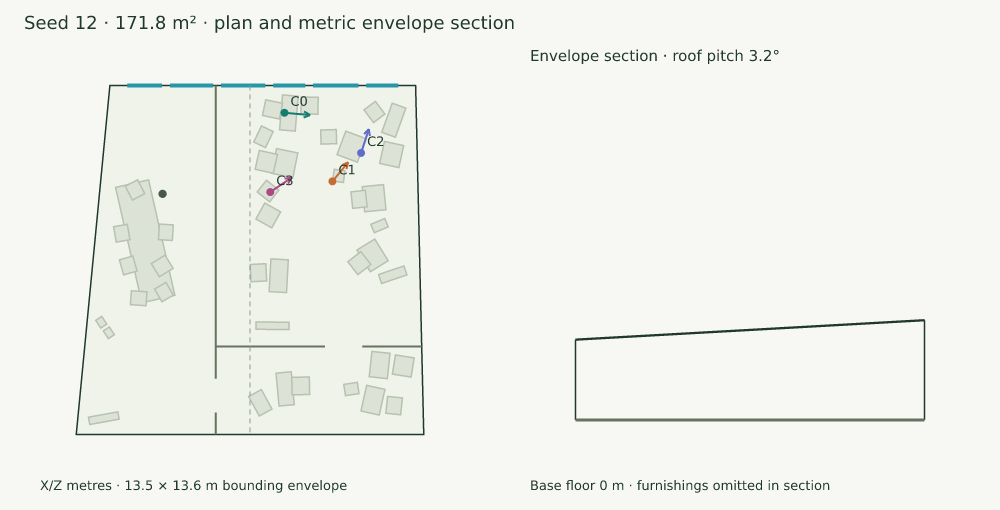 Seed 12 · 171.8 m² · plan and metric envelope section
Envelope section · roof pitch 3.2°
C0
C2
C1
C3
X/Z metres · 13.5 × 13.6 m bounding envelope
Base floor 0 m · furnishings omitted in section